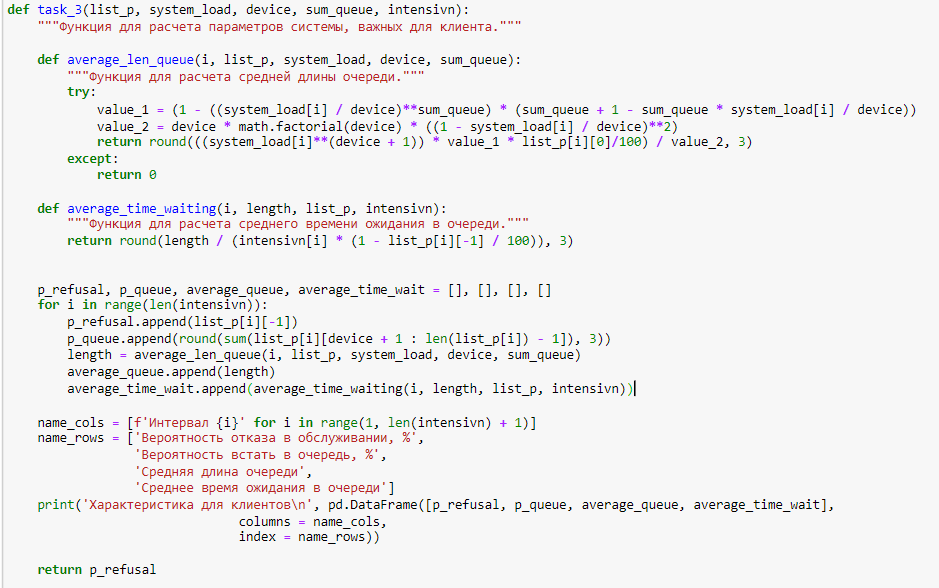 def task_3(list_p, system_load, device, sum_queue, intensivn):
    """Функция для расчета параметров системы, важных для клиента."""

    def average_len_queue(i, list_p, system_load, device, sum_queue):
        """Функция для расчета средней длины очереди."""
        try:
            value_1 = (1 - ((system_load[i] / device)**sum_queue) * (sum_queue + 1 - sum_queue * system_load[i] / device))
            value_2 = device * math.factorial(device) * ((1 - system_load[i] / device)**2)
            return round(((system_load[i]**(device + 1)) * value_1 * list_p[i][0]/100) / value_2, 3)
        except:
            return 0

    def average_time_waiting(i, length, list_p, intensivn):
        """Функция для расчета среднего времени ожидания в очереди."""
        return round(length / (intensivn[i] * (1 - list_p[i][-1] / 100)), 3)


    p_refusal, p_queue, average_queue, average_time_wait = [], [], [], []
    for i in range(len(intensivn)):
        p_refusal.append(list_p[i][-1])
        p_queue.append(round(sum(list_p[i][device + 1 : len(list_p[i]) - 1]), 3))
        length = average_len_queue(i, list_p, system_load, device, sum_queue)
        average_queue.append(length)
        average_time_wait.append(average_time_waiting(i, length, list_p, intensivn))

    name_cols = [f'Интервал {i}' for i in range(1, len(intensivn) + 1)]
    name_rows = ['Вероятность отказа в обслуживании, %',
                 'Вероятность встать в очередь, %',
                 'Средняя длина очереди',
                 'Среднее время ожидания в очереди']
    print('Характеристика для клиентов\n', pd.DataFrame([p_refusal, p_queue, average_queue, average_time_wait],
                               columns = name_cols,
                               index = name_rows))

    return p_refusal